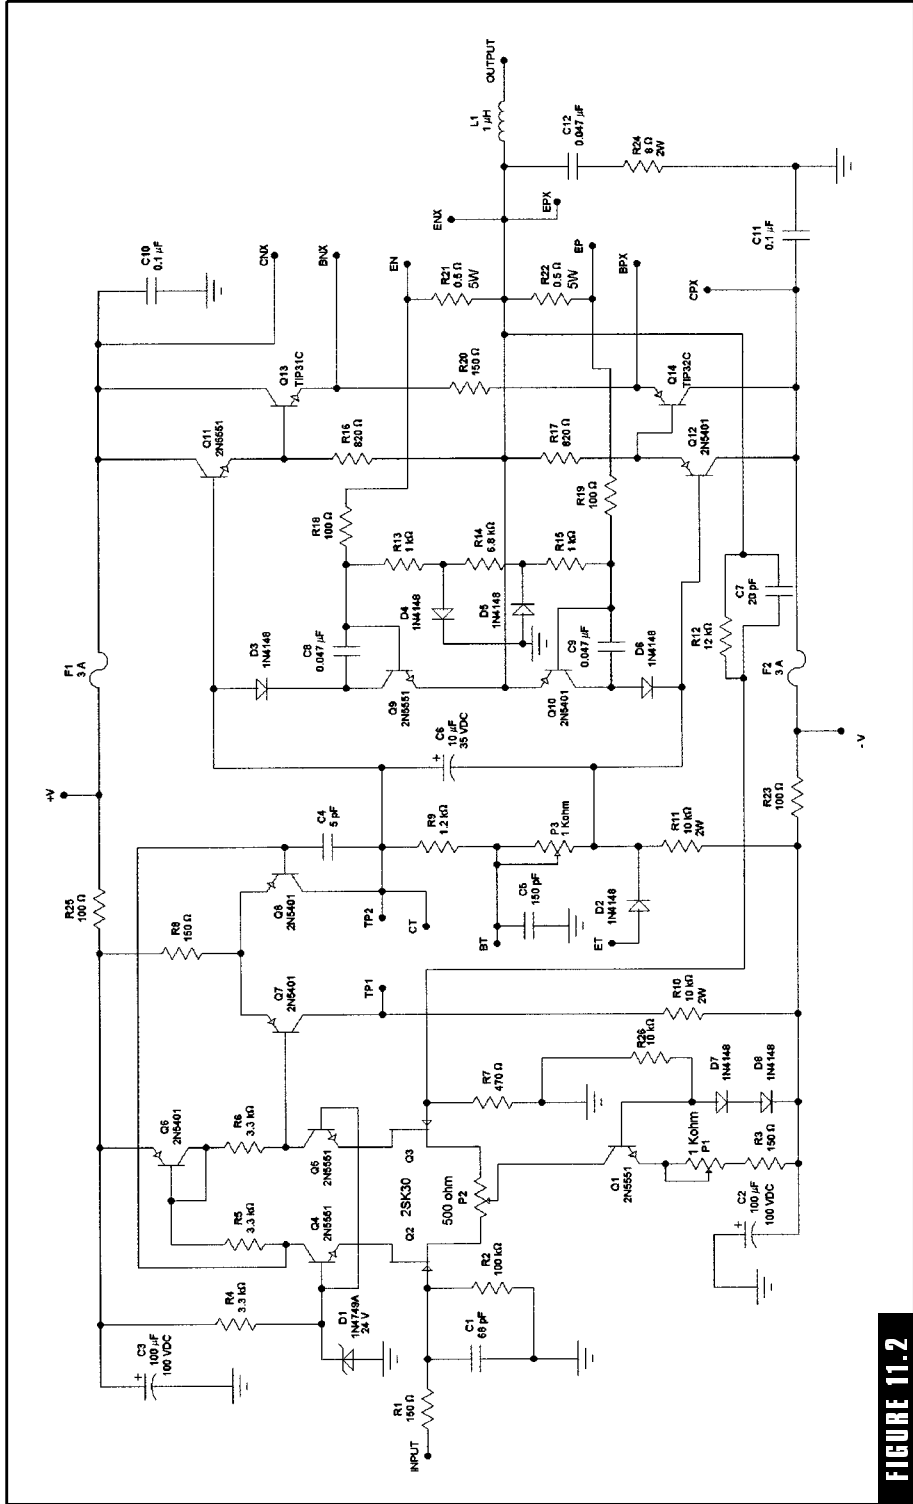 C3
100 µF
100 VDC
R4
3.3 kΩ
R5
3.3 kΩ
Q6
2N5401
R6
3.3 kΩ
Q4
2N5551
Q5
2N5551
D1
1N4749A
24 V
INPUT
R1
150 Ω
C1
68 pF
R2
100 kΩ
2SK30
Q2
Q3
500 ohm
P2
Q1
2N5551
1 Kohm
P1
R3
150 Ω
C2
100 µF
100 VDC
D7
1N4148
D8
1N4148
R26
10 kΩ
R7
470 Ω
R10
10 kΩ
2W
TP1
Q7
2N5401
Q8
2N5401
R8
150 Ω
R25
100 Ω
+V
F1
3 A
C4
5 pF
TP2
CT
R9
1.2 kΩ
BT
C5
150 pF
P3
1 Kohm
ET
D2
1N4148
R11
10 kΩ
2W
R23
100 Ω
-V
F2
3 A
C6
10 µF
35 VDC
D3
1N4148
C8
0.047 µF
Q9
2N5551
Q10
2N5401
C9
0.047 µF
D6
1N4148
D4
1N4148
D5
1N4148
R18
100 Ω
R13
1 kΩ
R14
6.8 kΩ
R15
1 kΩ
R19
100 Ω
R12
12 kΩ
C7
20 pF
Q11
2N5551
Q13
TIP31C
R16
820 Ω
R17
820 Ω
R20
150 Ω
Q14
TIP32C
Q12
2N5401
C10
0.1 µF
CNX
BNX
EN
R21
0.5 Ω
5W
R22
0.5 Ω
5W
ENX
EPX
EP
BPX
CPX
C11
0.1 µF
L1
1 µH
OUTPUT
C12
0.047 µF
R24
8 Ω
2W
FIGURE 11.2